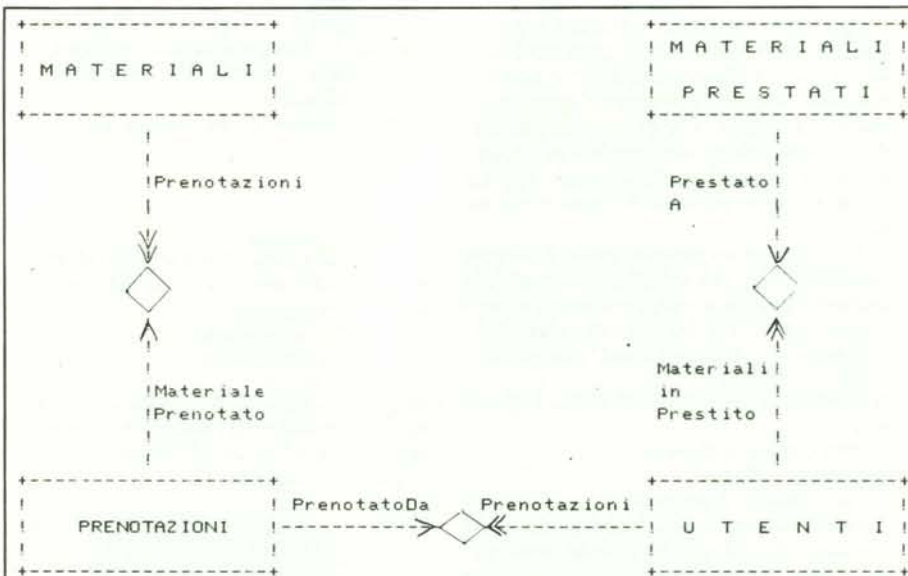 M A T E R I A L I
M A T E R I A L I
P R E S T A T I
Prenotazioni
Prestato
A
Materiale
Prenotato
Materiali
in
Prestito
PRENOTAZIONI
PrenotatoDa
Prenotazioni
U T E N T I